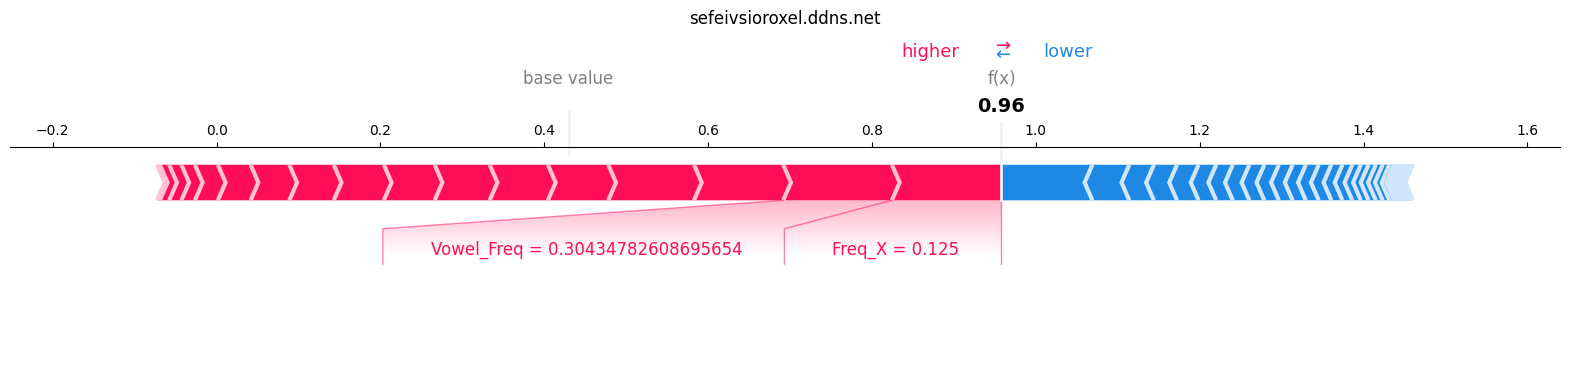 sefeivsioroxel.ddns.net
higher ⇄ lower
base value f(x)
0.96
−0.2 0.0 0.2 0.4 0.6 0.8 1.0 1.2 1.4 1.6
Vowel_Freq = 0.30434782608695654 Freq_X = 0.125